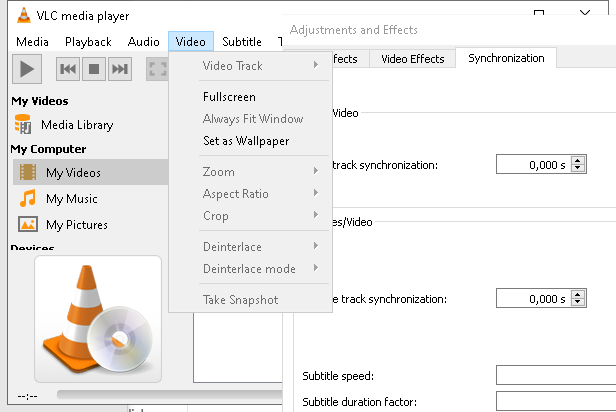 VLC media player
Adjustments and Effects
Media Playback Audio Video Subtitle T
Video Effects Synchronization
Video Track
Fullscreen
Always Fit Window
Set as Wallpaper
Zoom
Aspect Ratio
Crop
Deinterlace
Deinterlace mode
Take Snapshot
My Videos
Media Library
My Computer
My Videos
My Music
My Pictures
Devices
--:--
/Video
track synchronization: 0,000 s
es/Video
e track synchronization: 0,000 s
Subtitle speed:
Subtitle duration factor: